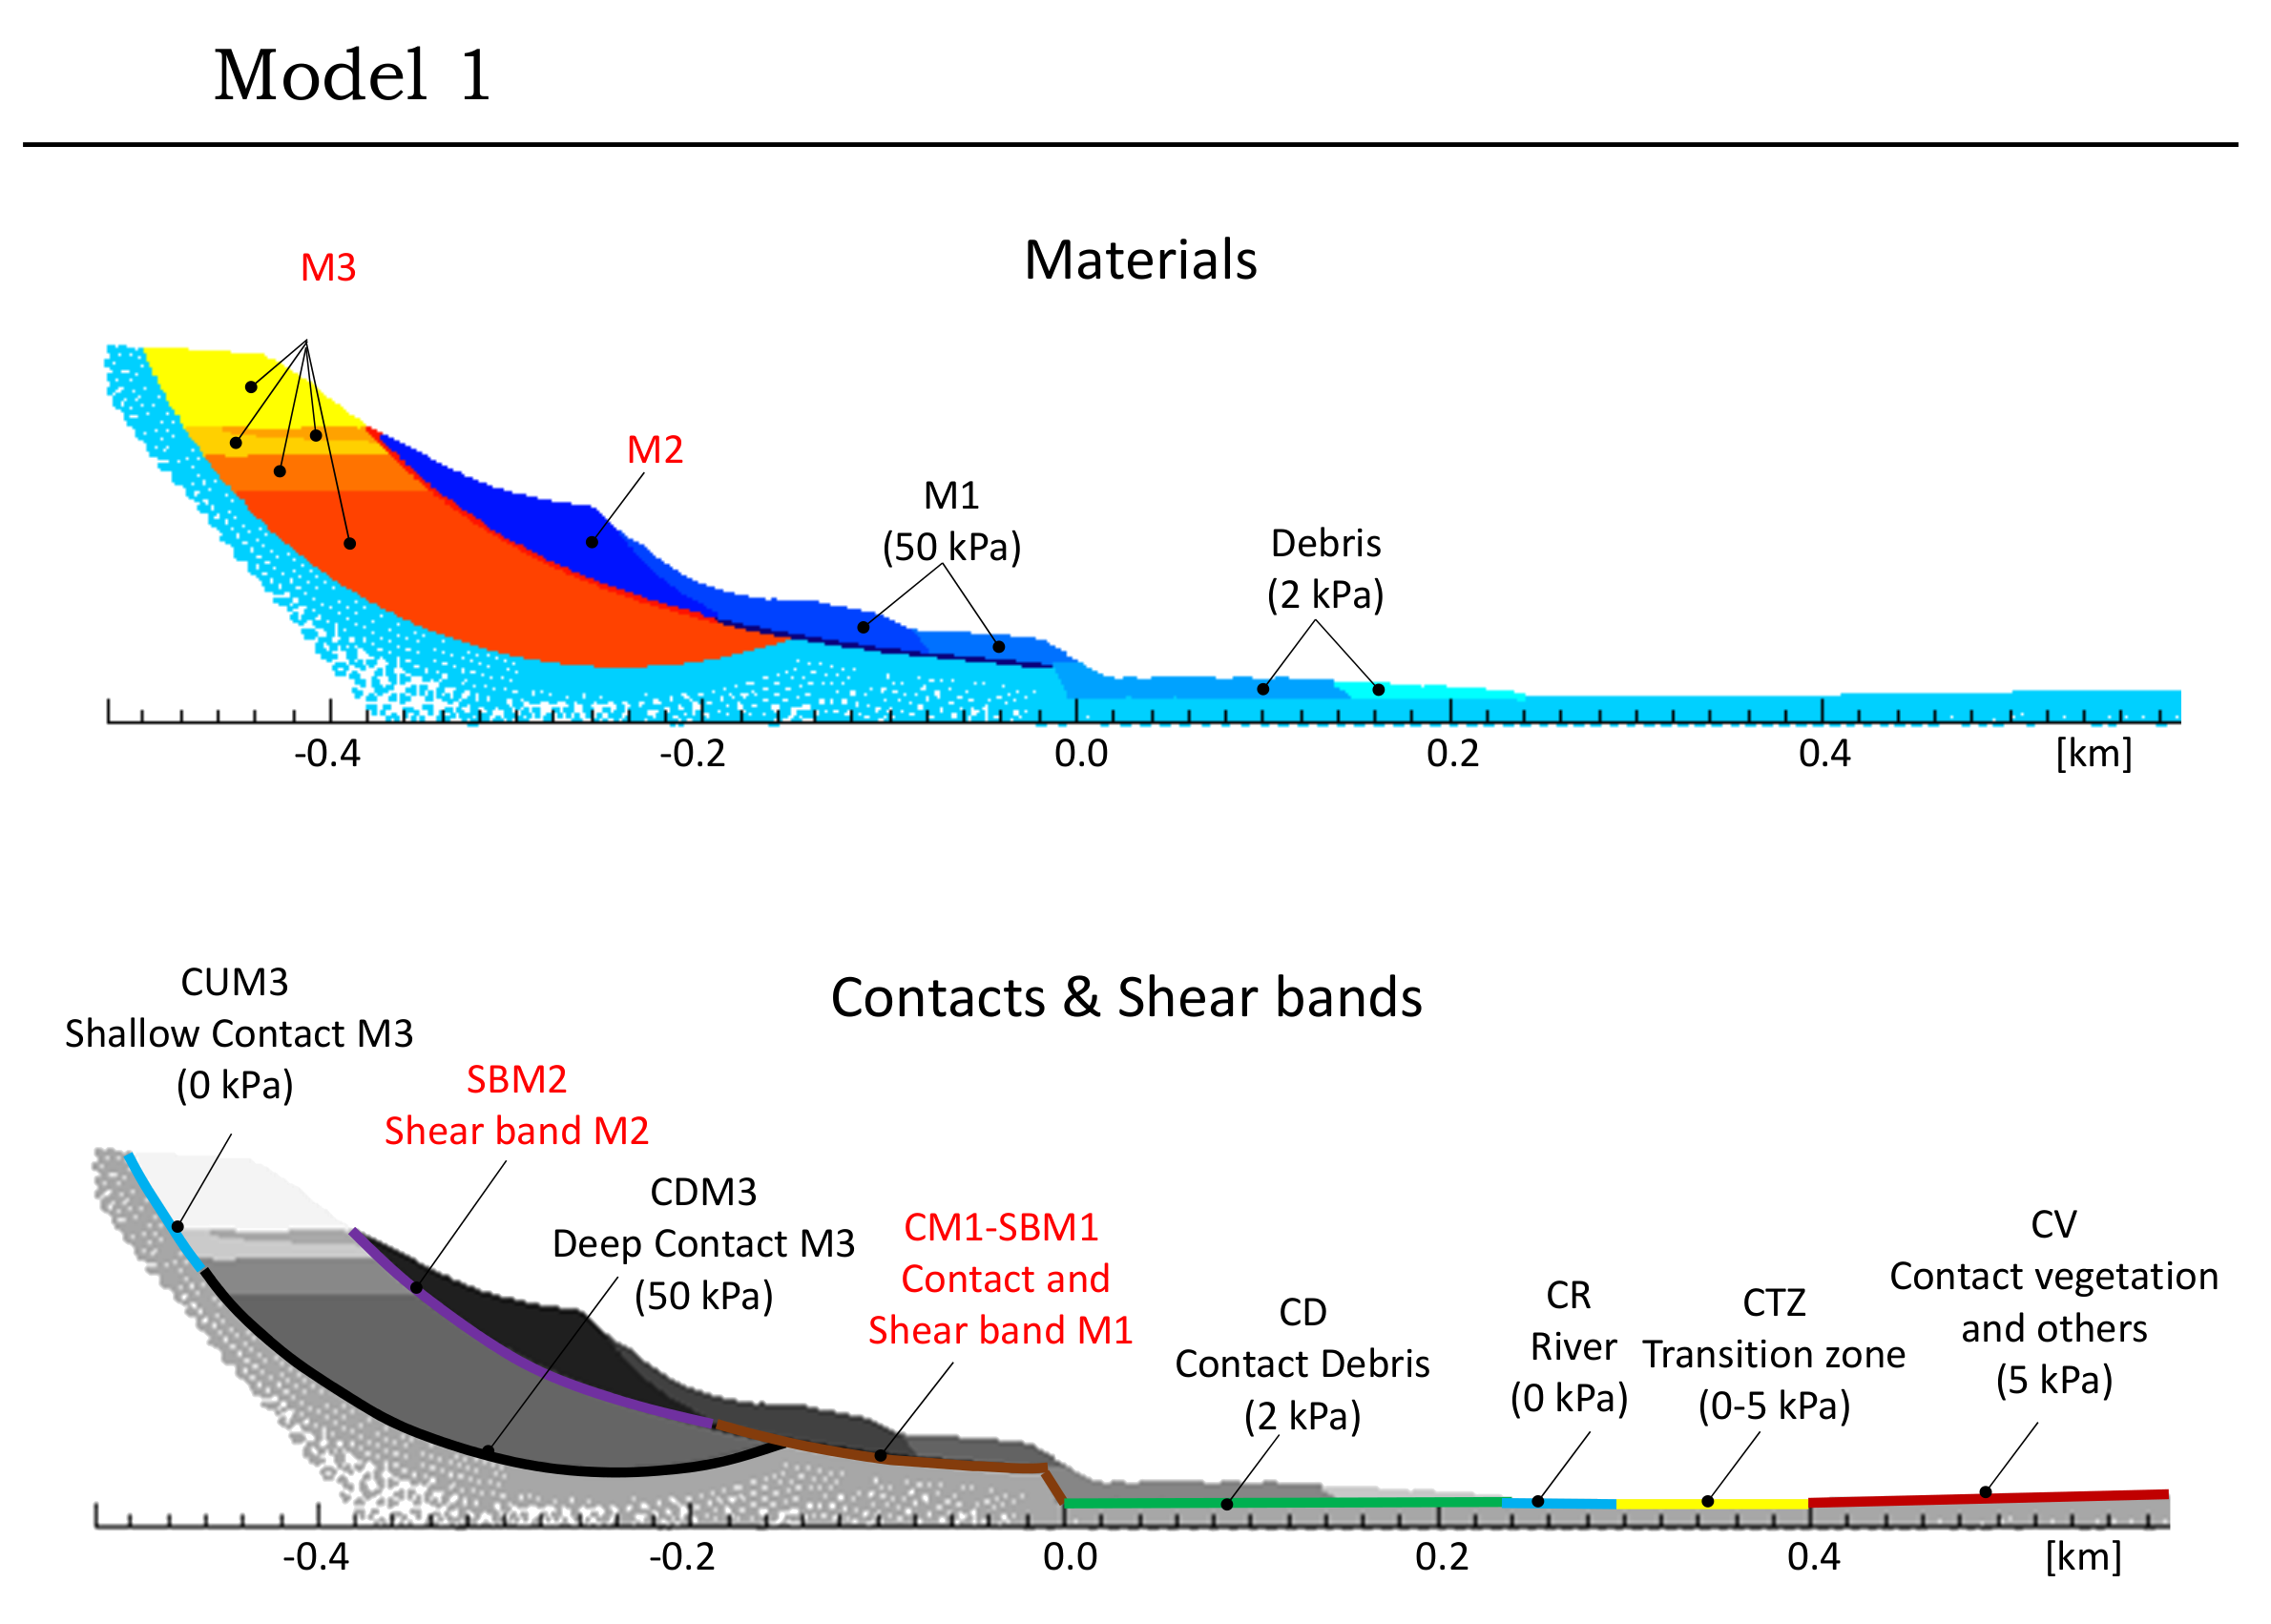 Model 1
Materials
M3
M2
M1
(50 kPa)
Debris
(2 kPa)
-0.4
-0.2
0.0
0.2
0.4
[km]
Contacts & Shear bands
CUM3
Shallow Contact M3
(0 kPa)
SBM2
Shear band M2
CDM3
Deep Contact M3
(50 kPa)
CM1-SBM1
Contact and
Shear band M1
CD
Contact Debris
(2 kPa)
CR
River
(0 kPa)
CTZ
Transition zone
(0-5 kPa)
CV
Contact vegetation
and others
(5 kPa)
-0.4
-0.2
0.0
0.2
0.4
[km]